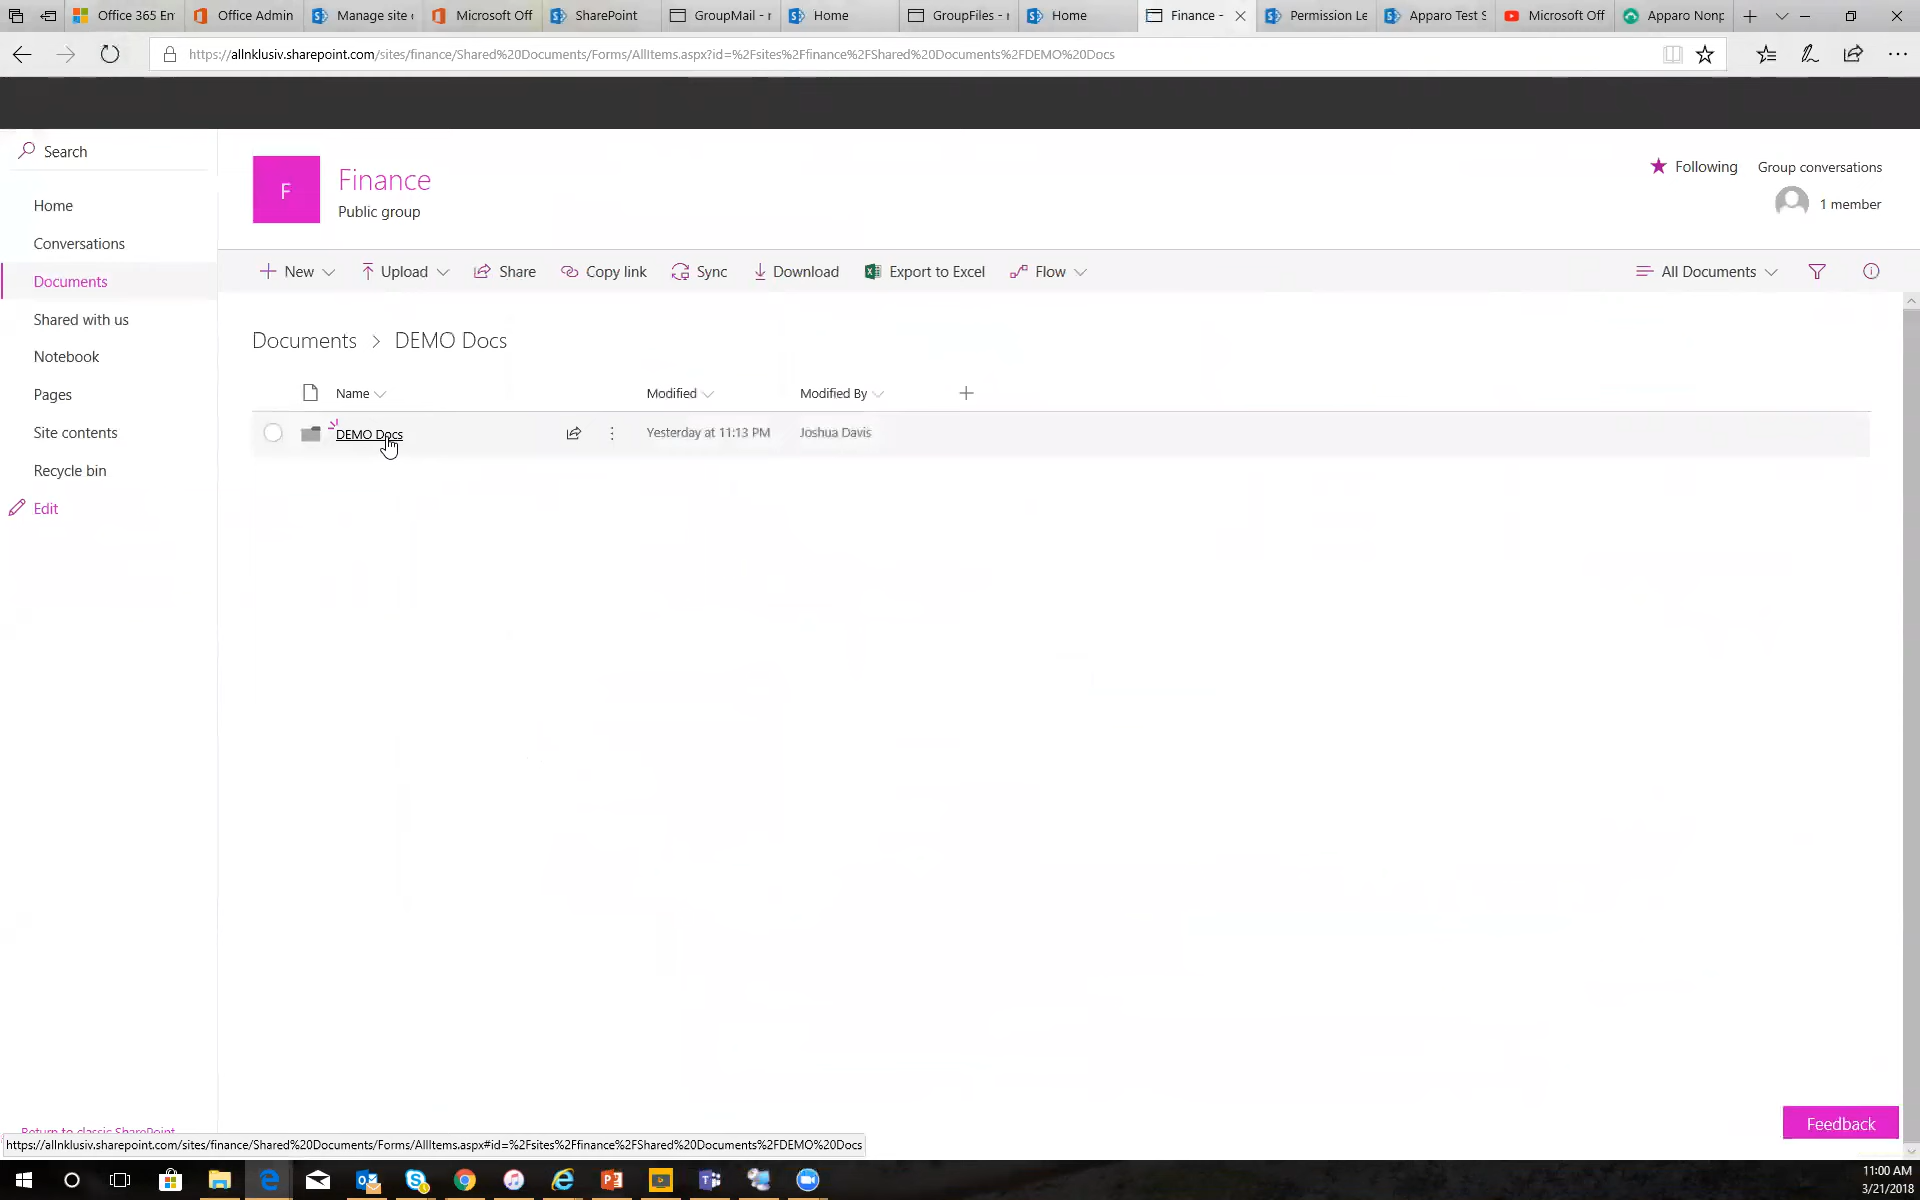 Office 365 En
Office Admin
Manage site
Microsoft Off
SharePoint
GroupMail -
Home
GroupFiles -
Home
Finance -
Permission Le
Apparo Test S
Microsoft Off
Apparo Nonp
https://allnklusiv.sharepoint.com/sites/finance/Shared%20Documents/Forms/AllItems.aspx?id=%2Fsites%2Ffinance%2FShared%20Documents%2FDEMO%20Docs
Search
Home
Conversations
Documents
Shared with us
Notebook
Pages
Site contents
Recycle bin
Edit
F
Finance
Public group
Following
Group conversations
1 member
New
Upload
Share
Copy link
Sync
Download
Export to Excel
Flow
All Documents
Documents > DEMO Docs
Name
Modified
Modified By
DEMO Docs
Yesterday at 11:13 PM
Joshua Davis
Feedback
Return to classic SharePoint
https://allnklusiv.sharepoint.com/sites/finance/Shared%20Documents/Forms/AllItems.aspx#id=%2Fsites%2Ffinance%2FShared%20Documents%2FDEMO%20Docs
11:00 AM
3/21/2018